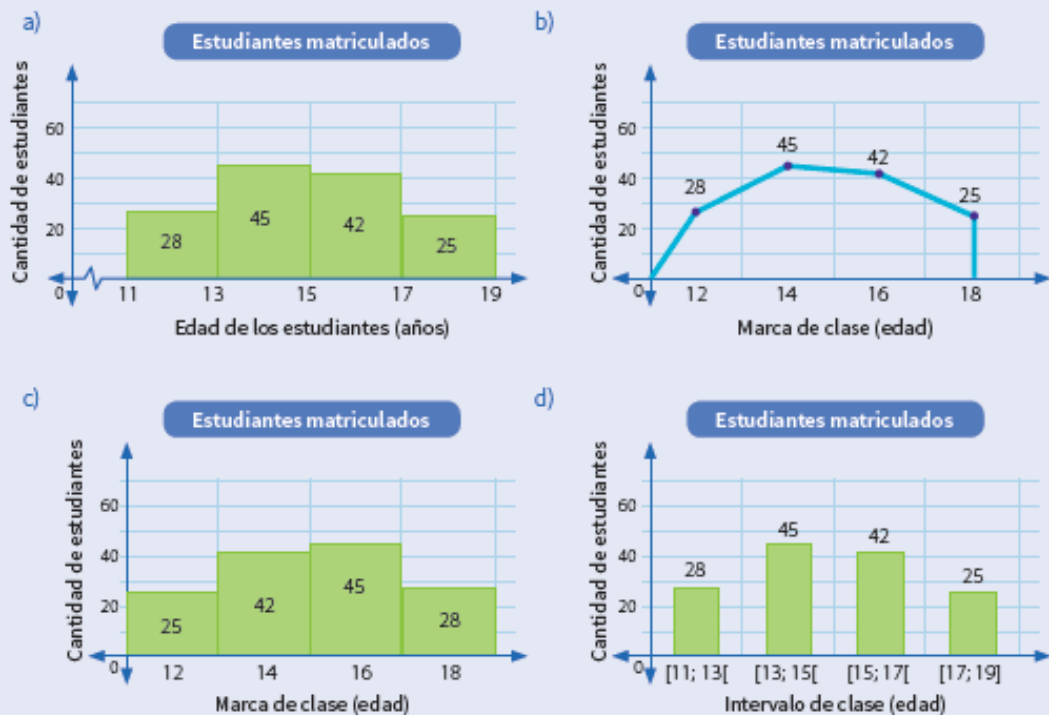 a)
Estudiantes matriculados
Cantidad de estudiantes
60
40
20
0
28
45
42
25
11 13 15 17 19
Edad de los estudiantes (años)
b)
Estudiantes matriculados
Cantidad de estudiantes
60
40
20
0
28
45
42
25
12 14 16 18
Marca de clase (edad)
c)
Estudiantes matriculados
Cantidad de estudiantes
60
40
20
0
25
42
45
28
12 14 16 18
Marca de clase (edad)
d)
Estudiantes matriculados
Cantidad de estudiantes
60
40
20
0
28
45
42
25
[11; 13[ [13; 15[ [15; 17[ [17; 19]
Intervalo de clase (edad)